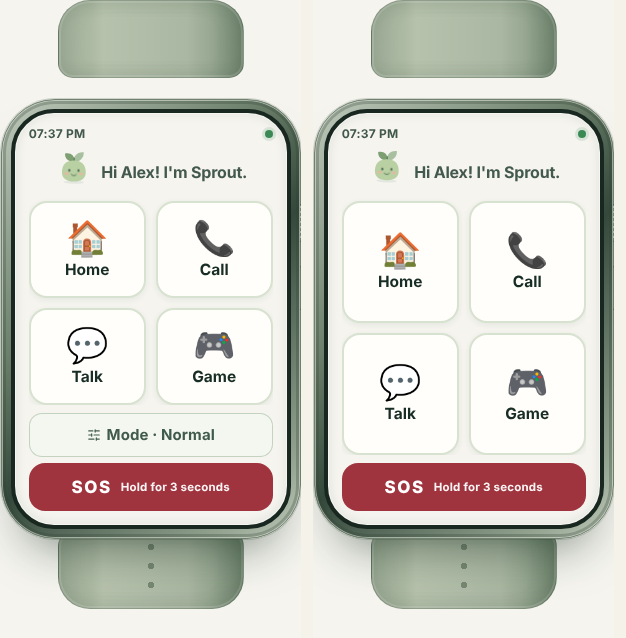 07:37 PM
Hi Alex! I'm Sprout.
Home
Call
Talk
Game
Mode · Normal
SOS Hold for 3 seconds
07:37 PM
Hi Alex! I'm Sprout.
Home
Call
Talk
Game
SOS Hold for 3 seconds